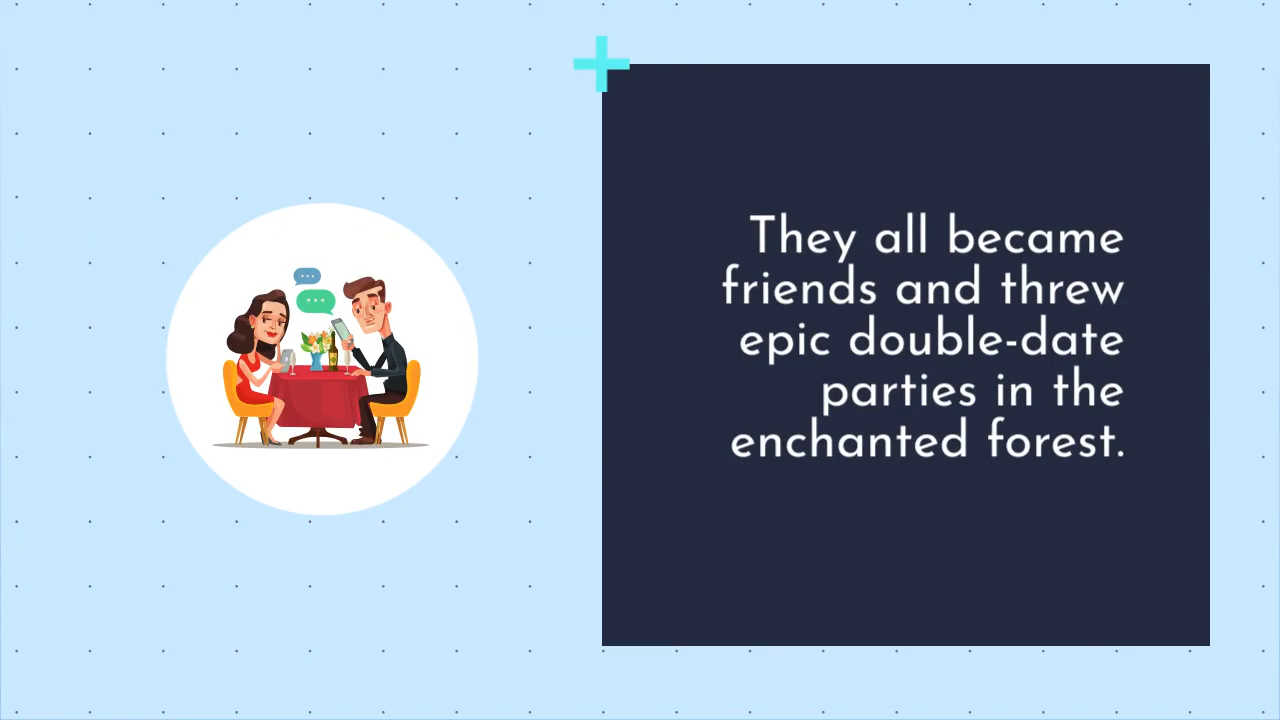 They all became
friends and threw
epic double-date
parties in the
enchanted forest.